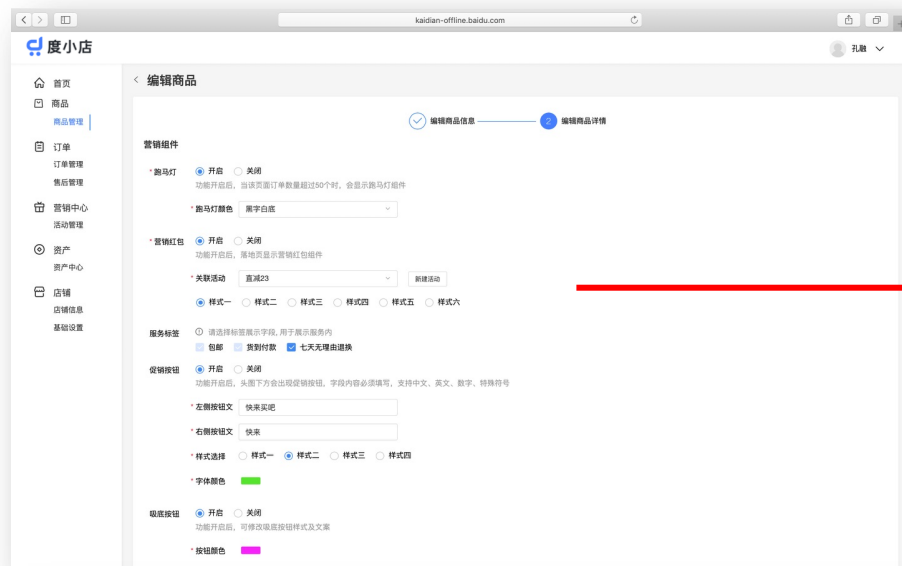 kaidian-offline.baidu.com
度小店
孔融
首页
商品
商品管理
订单
订单管理
售后管理
营销中心
活动管理
资产
资产中心
店铺
店铺信息
基础设置
编辑商品
编辑商品信息 2 编辑商品详情
营销组件
*跑马灯 开启 关闭
功能开启后，当该页面订单数量超过50个时，会显示跑马灯组件
*跑马灯颜色 黑字白底
*营销红包 开启 关闭
功能开启后，落地页显示营销红包组件
*关联活动 直减23 新建活动
样式一 样式二 样式三 样式四 样式五 样式六
服务标签 请选择标签展示字段, 用于展示服务内
包邮 货到付款 七天无理由退换
促销按钮 开启 关闭
功能开启后，头图下方会出现促销按钮，字段内容必须填写，支持中文、英文、数字、特殊符号
*左侧按钮文 快来买吧
*右侧按钮文 快来
*样式选择 样式一 样式二 样式三 样式四
*字体颜色
吸底按钮 开启 关闭
功能开启后，可修改吸底按钮样式及文案
*按钮颜色